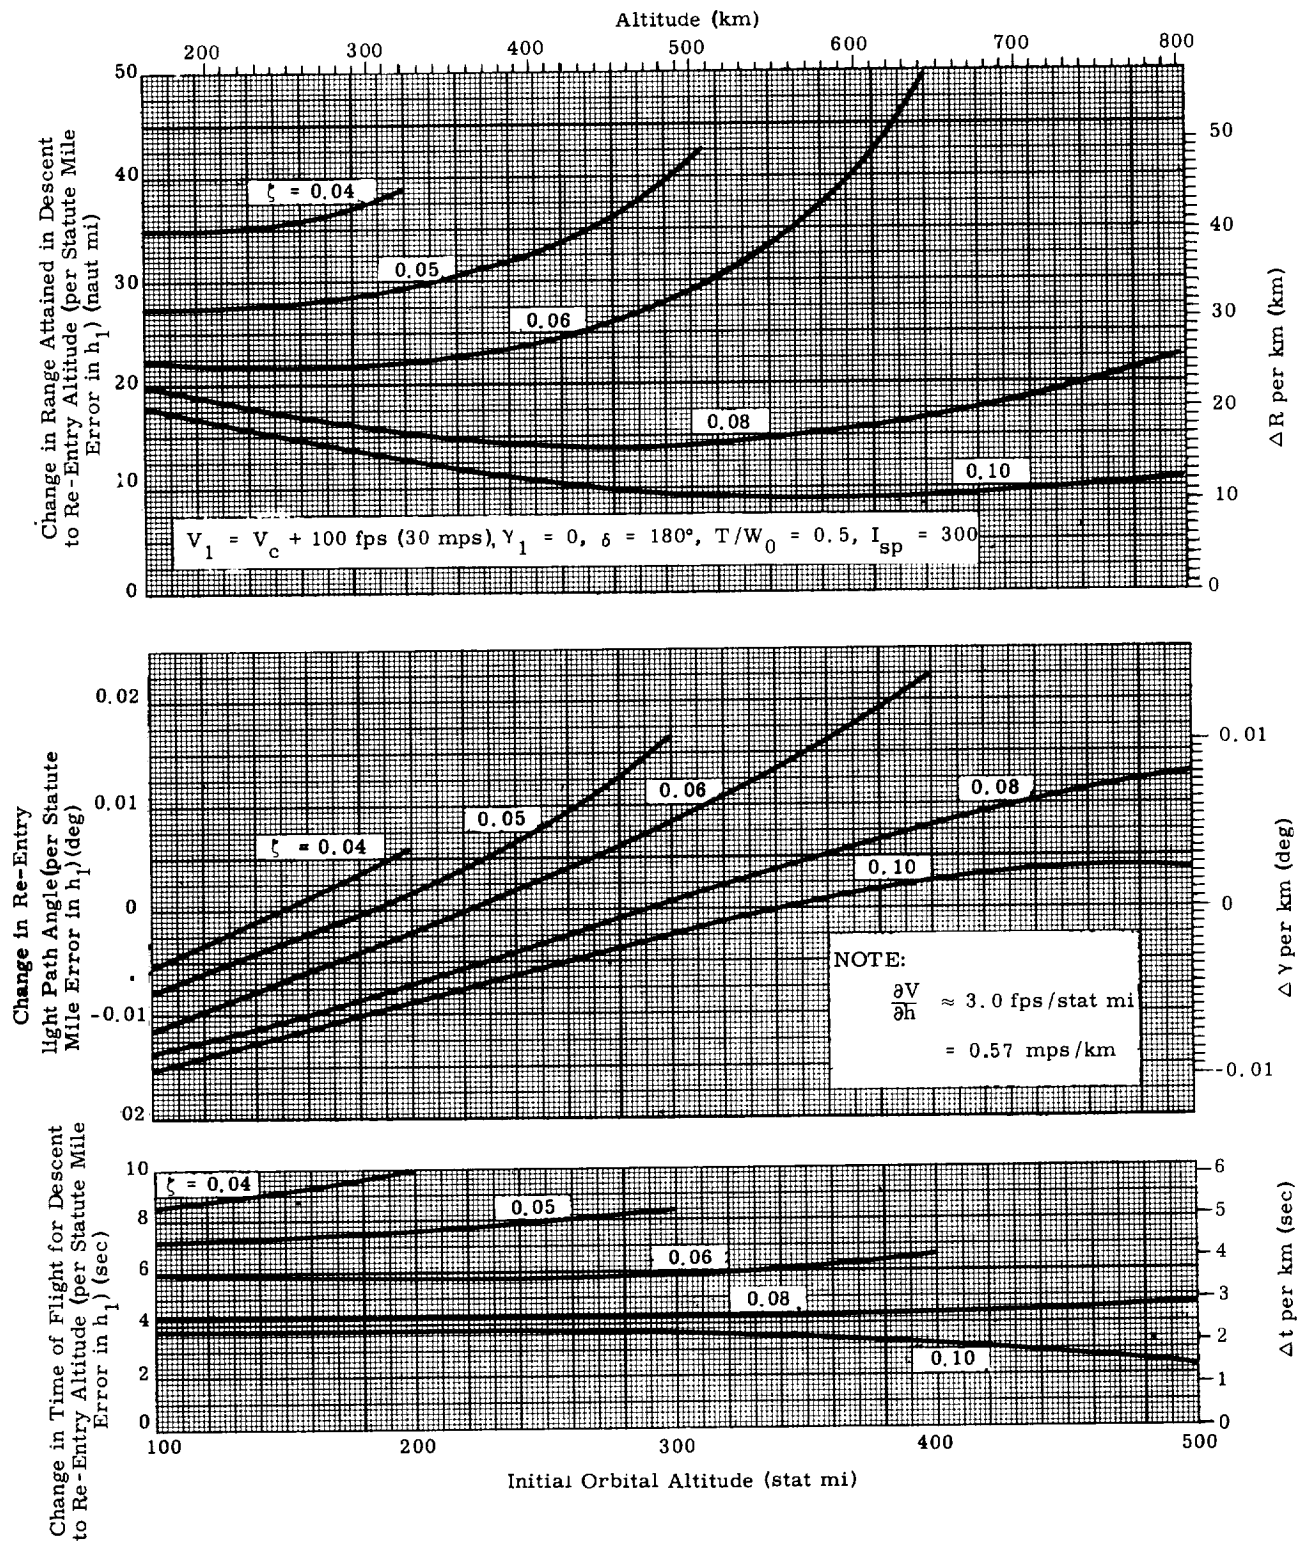 Altitude (km)
200 300 400 500 600 700 800
Change in Range Attained in Descent
to Re-Entry Altitude (per Statute Mile
Error in h1) (naut mi)
50
40
30
20
10
0
ζ = 0.04
0.05
0.06
0.08
0.10
V1 = Vc + 100 fps (30 mps), γ1 = 0, δ = 180°, T/W0 = 0.5, Isp = 300
50
40
30
20
10
0
ΔR per km (km)
Change in Re-Entry
light Path Angle(per Statute
Mile Error in h1)(deg)
0.02
0.01
0
-0.01
02
ζ = 0.04
0.05
0.06
0.08
0.10
NOTE:
∂V/∂h ≈ 3.0 fps/stat mi
= 0.57 mps/km
0.01
0
-0.01
Δγ per km (deg)
Change in Time of Flight for Descent
to Re-Entry Altitude (per Statute Mile
Error in h1) (sec)
10
8
6
4
2
0
ζ = 0.04
0.05
0.06
0.08
0.10
6
5
4
3
2
1
0
Δt per km (sec)
100 200 300 400 500
Initial Orbital Altitude (stat mi)